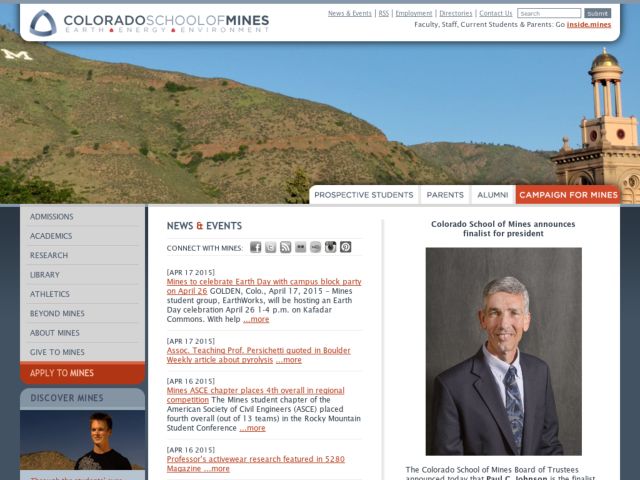 COLORADOSCHOOLOFMINES
EARTH ENERGY ENVIRONMENT
News & Events | RSS | Employment | Directories | Contact Us
Search
Submit
Faculty, Staff, Current Students & Parents: Go inside.mines
M
PROSPECTIVE STUDENTS
PARENTS
ALUMNI
CAMPAIGN FOR MINES
ADMISSIONS
ACADEMICS
RESEARCH
LIBRARY
ATHLETICS
BEYOND MINES
ABOUT MINES
GIVE TO MINES
APPLY TO MINES
DISCOVER MINES
NEWS & EVENTS
CONNECT WITH MINES:
[APR 17 2015]
Mines to celebrate Earth Day with campus block party
on April 26 GOLDEN, Colo., April 17, 2015 – Mines
student group, EarthWorks, will be hosting an Earth
Day celebration April 26 1-4 p.m. on Kafadar
Commons. With help ...more
[APR 17 2015]
Assoc. Teaching Prof. Persichetti quoted in Boulder
Weekly article about pyrolysis ...more
[APR 16 2015]
Mines ASCE chapter places 4th overall in regional
competition The Mines student chapter of the
American Society of Civil Engineers (ASCE) placed
fourth overall (out of 13 teams) in the Rocky Mountain
Student Conference ...more
[APR 16 2015]
Professor's activewear research featured in 5280
Magazine ...more
Colorado School of Mines announces
finalist for president
The Colorado School of Mines Board of Trustees
announced today that Paul C. Johnson is the finalist